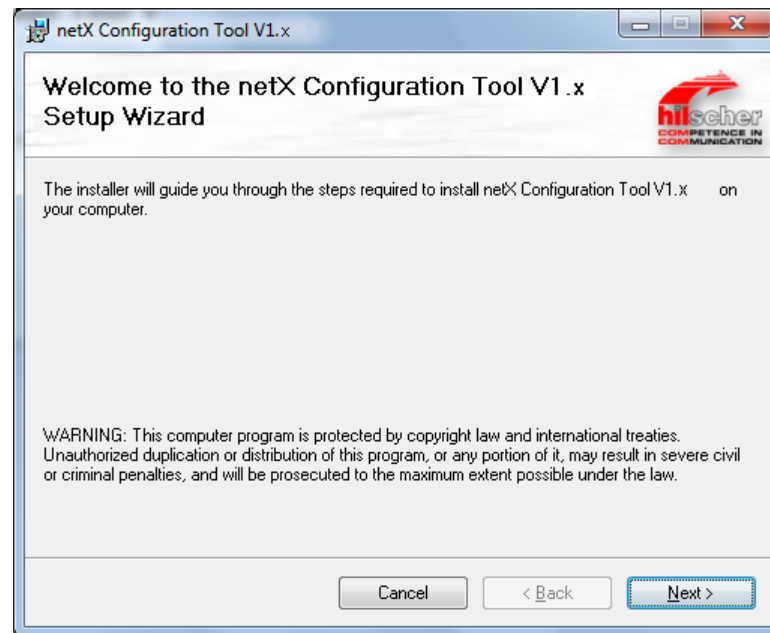 netX Configuration Tool V1.x
Welcome to the netX Configuration Tool V1.x
Setup Wizard
hilscher
COMPETENCE IN
COMMUNICATION
The installer will guide you through the steps required to install netX Configuration Tool V1.x on
your computer.
WARNING: This computer program is protected by copyright law and international treaties.
Unauthorized duplication or distribution of this program, or any portion of it, may result in severe civil
or criminal penalties, and will be prosecuted to the maximum extent possible under the law.
Cancel
< Back
Next >